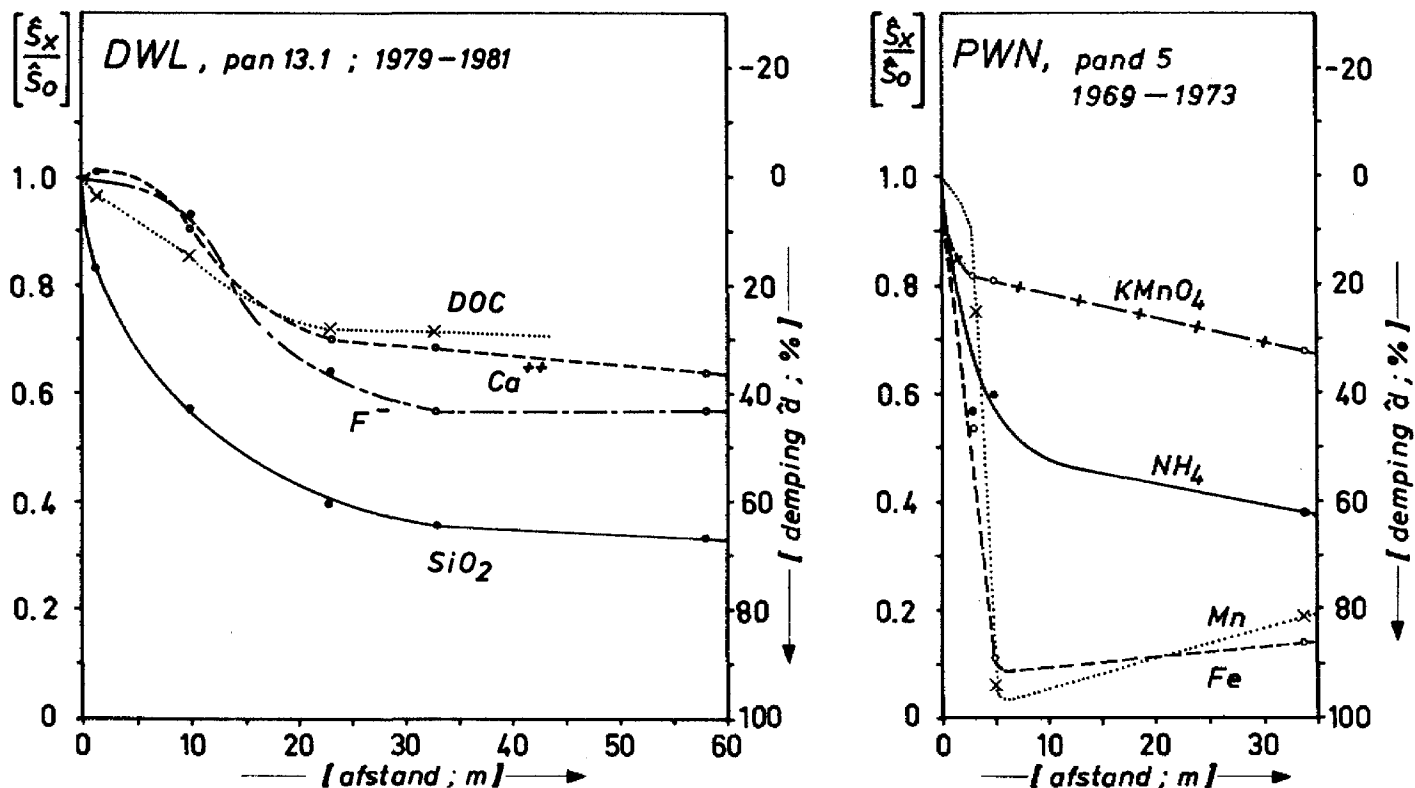 [Ŝx/Ŝo] DWL, pan 13.1 ; 1979-1981
-20
1.0 0
0.8 20
0.6 40
0.4 60
0.2 80
0 100
DOC
Ca++
F-
SiO2
[demping d̂ ; %]
0 10 20 30 40 50 60
[afstand ; m]
[Ŝx/Ŝo] PWN, pand 5
1969-1973
-20
1.0 0
0.8 20
0.6 40
0.4 60
0.2 80
0 100
KMnO4
NH4
Mn
Fe
[demping d̂ ; %]
0 10 20 30
[afstand ; m]